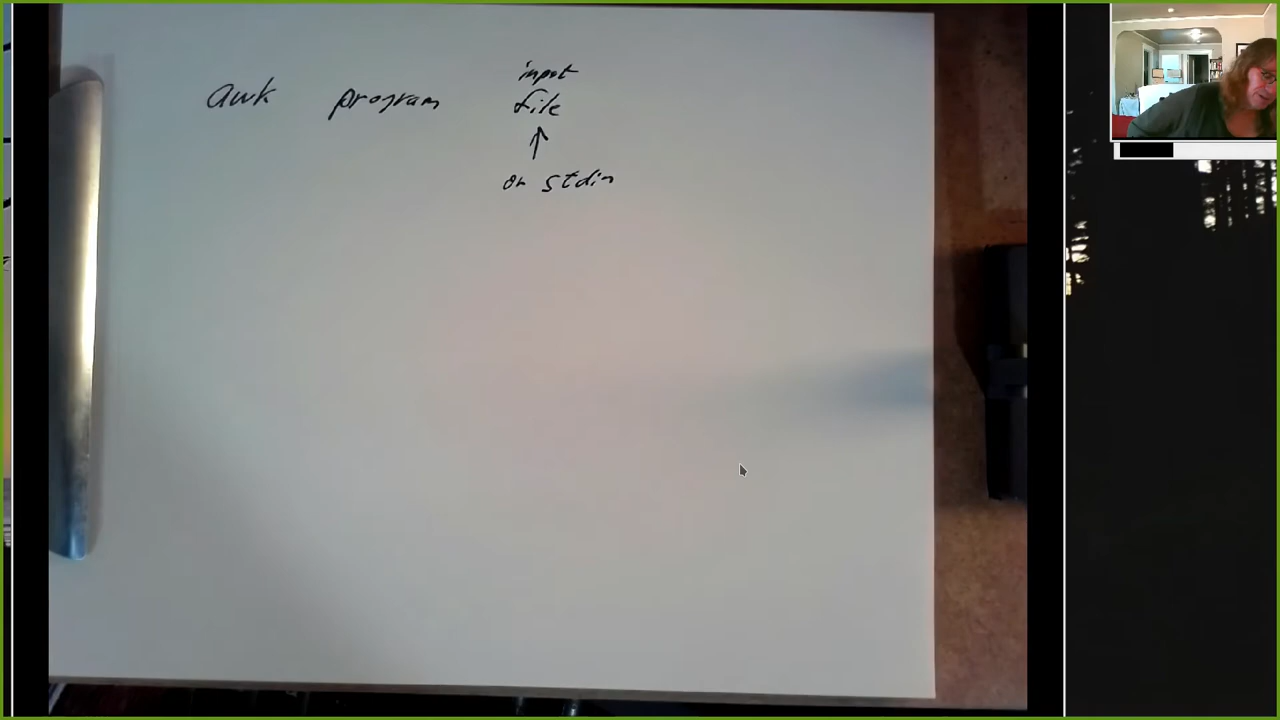 input
awk program file
↑
or stdin